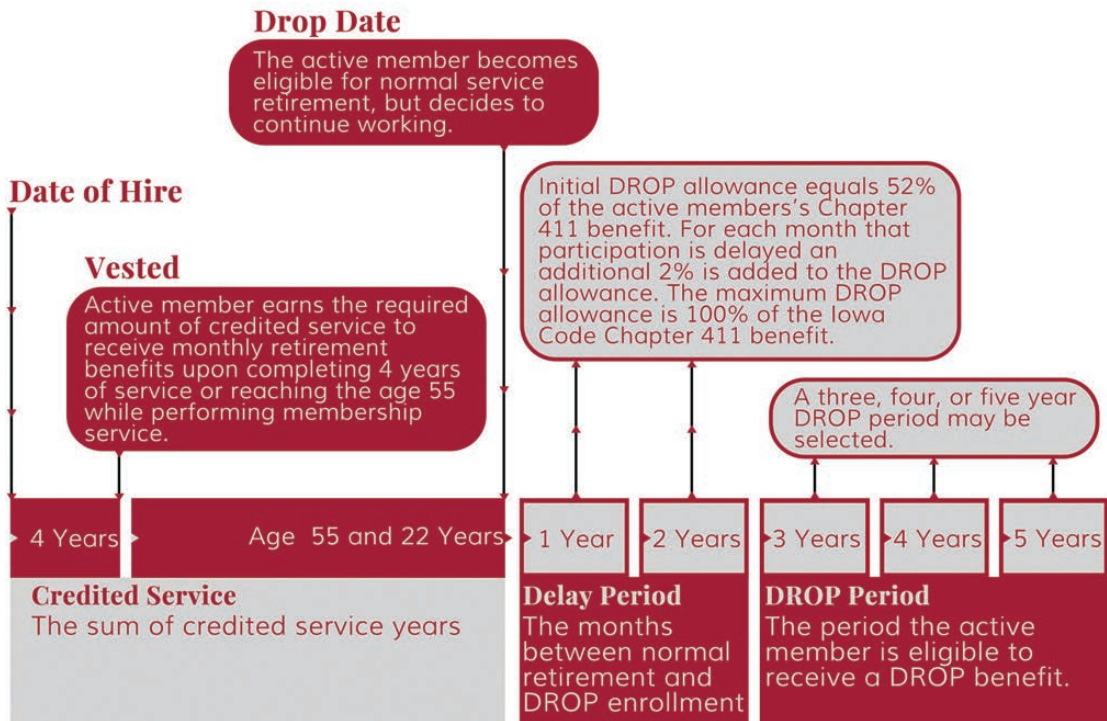 Drop Date
The active member becomes
eligible for normal service
retirement, but decides to
continue working.
Date of Hire
Vested
Active member earns the required
amount of credited service to
receive monthly retirement
benefits upon completing 4 years
of service or reaching the age 55
while performing membership
service.
Initial DROP allowance equals 52%
of the active members's Chapter
411 benefit. For each month that
participation is delayed an
additional 2% is added to the DROP
allowance. The maximum DROP
allowance is 100% of the Iowa
Code Chapter 411 benefit.
A three, four, or five year
DROP period may be
selected.
4 Years
Age 55 and 22 Years
1 Year
2 Years
3 Years
4 Years
5 Years
Credited Service
The sum of credited service years
Delay Period
The months
between normal
retirement and
DROP enrollment
DROP Period
The period the active
member is eligible to
receive a DROP benefit.